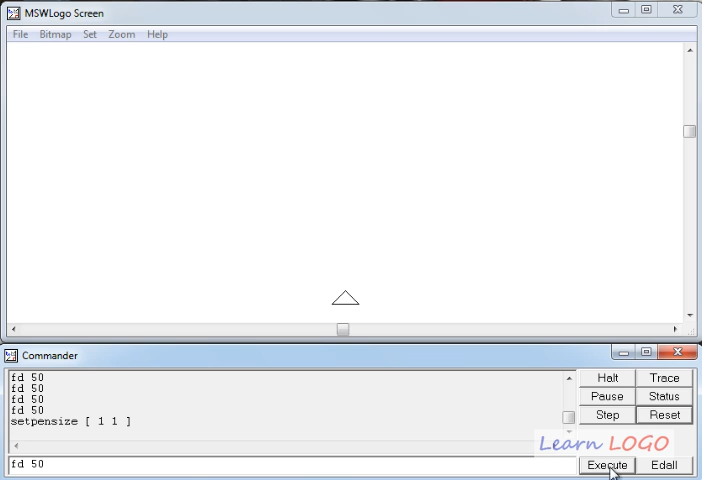 MSWLogo Screen
File Bitmap Set Zoom Help
Commander
fd 50
fd 50
fd 50
fd 50
setpensize [ 1 1 ]
Halt Trace
Pause Status
Step Reset
Learn LOGO
fd 50
Execute Edall